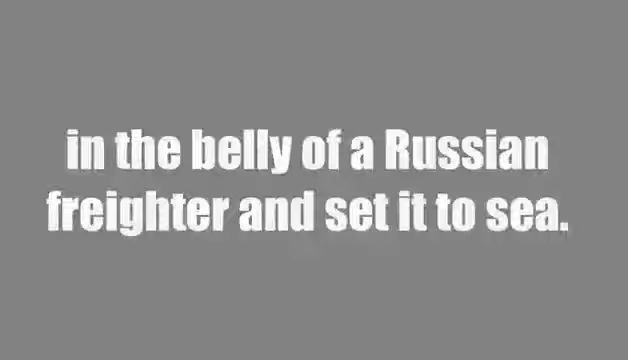 in the belly of a Russian
freighter and set it to sea.